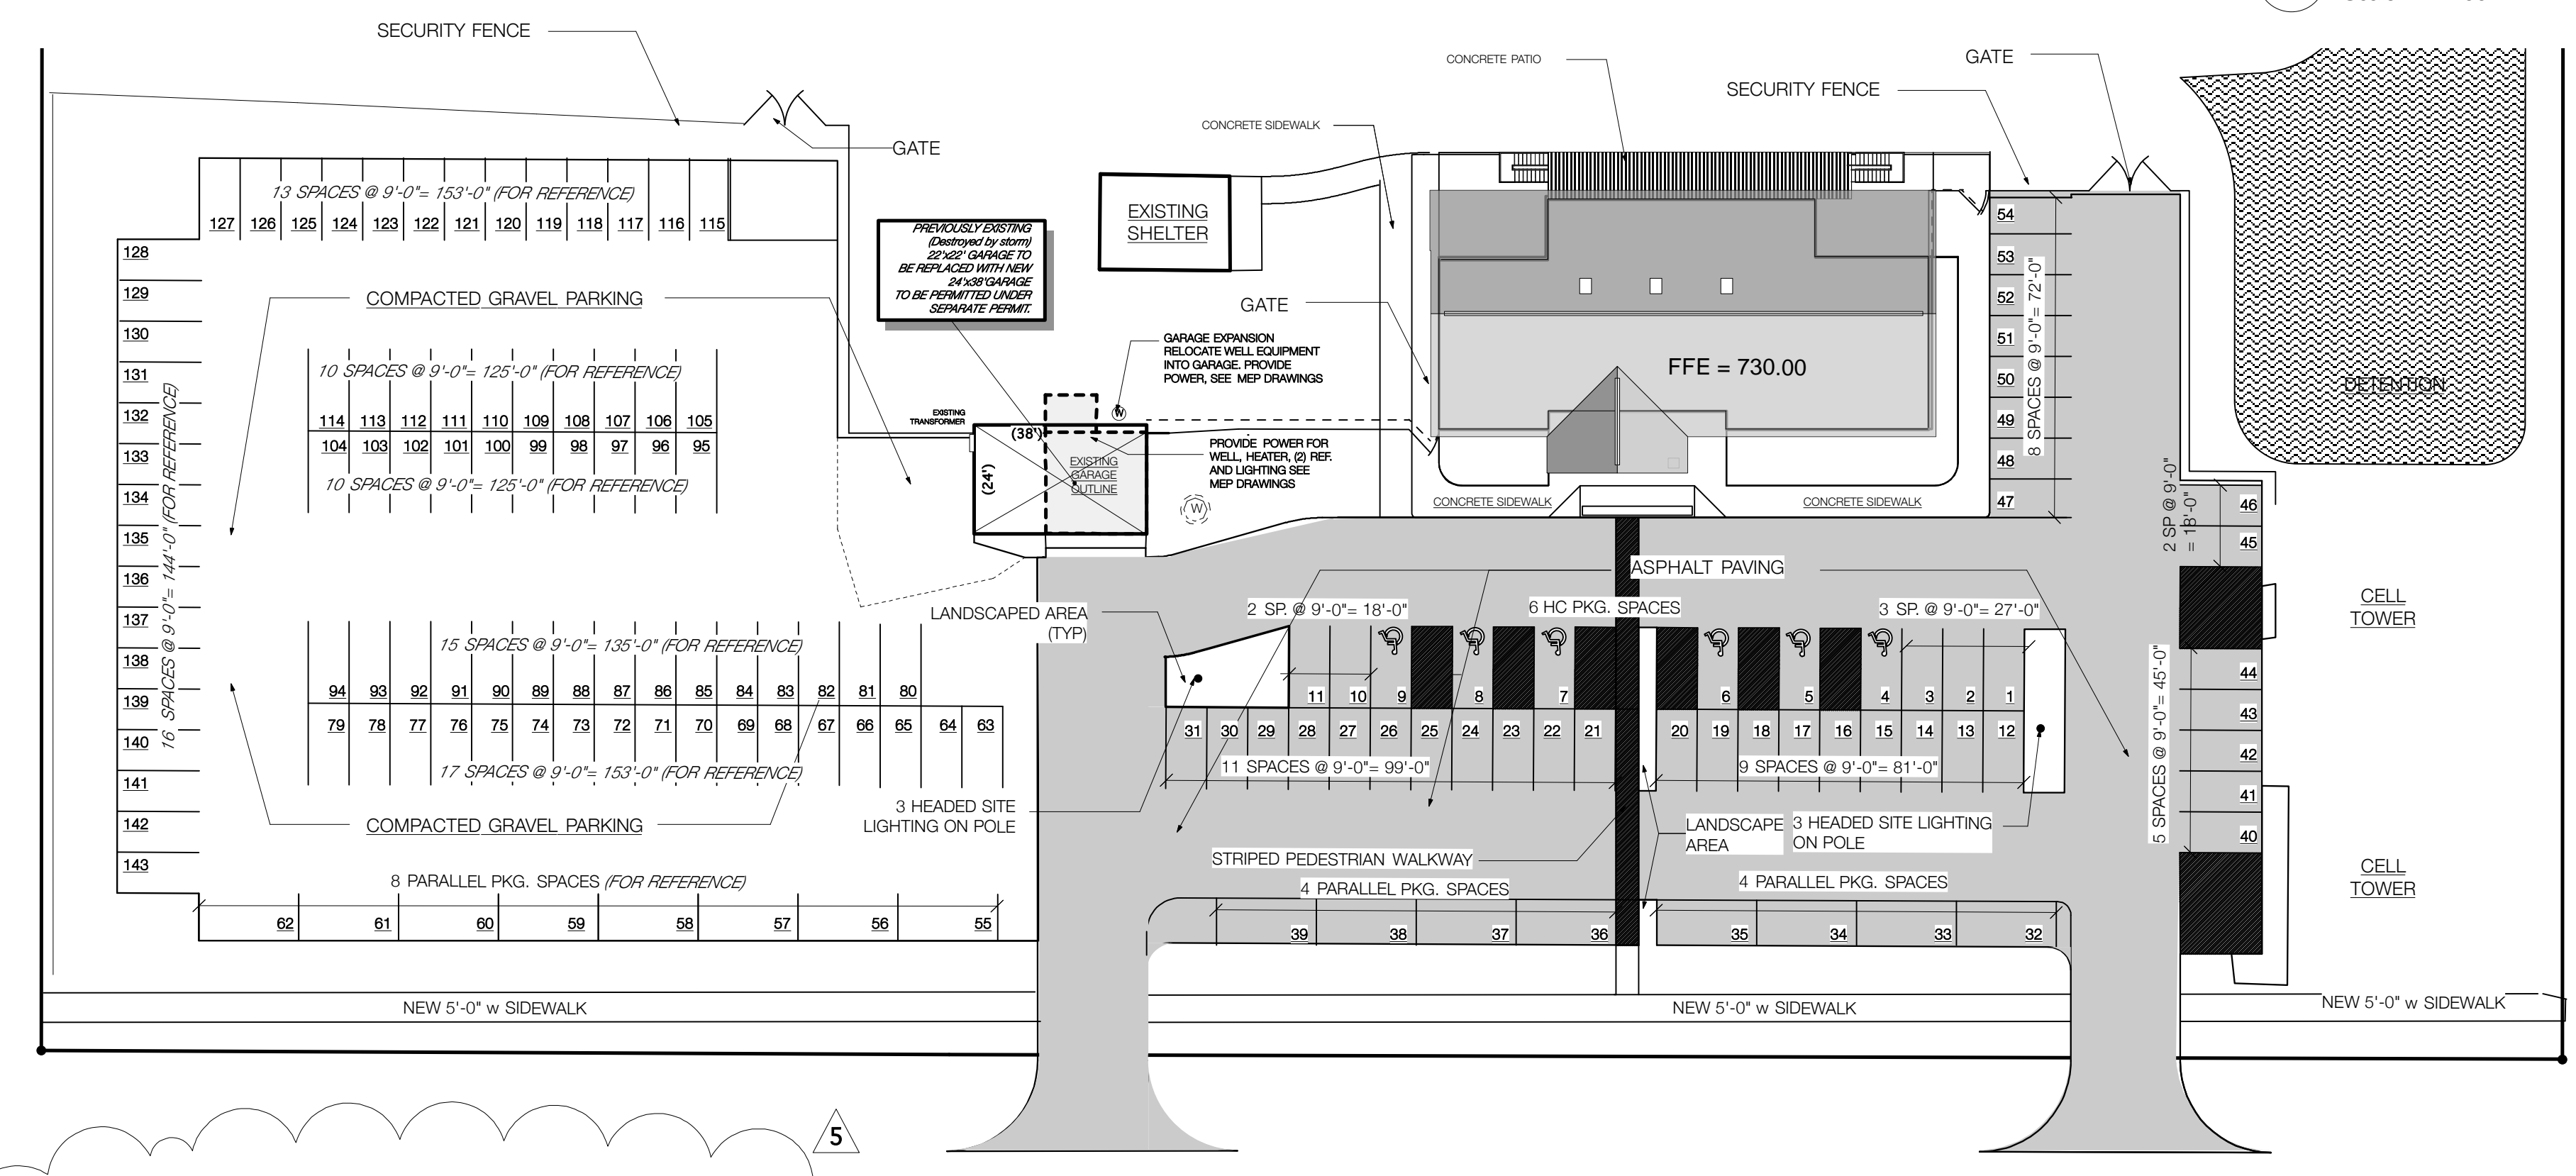 SECURITY FENCE
GATE
CONCRETE PATIO
GATE
SECURITY FENCE
CONCRETE SIDEWALK
13 SPACES @ 9'-0"= 153'-0" (FOR REFERENCE)
127 126 125 124 123 122 121 120 119 118 117 116 115
EXISTING
SHELTER
PREVIOUSLY EXISTING
(Destroyed by storm)
22'x22' GARAGE TO
BE REPLACED WITH NEW
24'x38'GARAGE
TO BE PERMITTED UNDER
SEPARATE PERMIT.
128
129
130
131
132
133
134
135
136
137
138
139
140
141
142
143
16 SPACES @ 9'-0"= 144'-0" (FOR REFERENCE)
COMPACTED GRAVEL PARKING
10 SPACES @ 9'-0"= 125'-0" (FOR REFERENCE)
114 113 112 111 110 109 108 107 106 105
104 103 102 101 100 99 98 97 96 95
10 SPACES @ 9'-0"= 125'-0" (FOR REFERENCE)
GATE
GARAGE EXPANSION
RELOCATE WELL EQUIPMENT
INTO GARAGE. PROVIDE
POWER, SEE MEP DRAWINGS
W
EXISTING
TRANSFORMER
(38')
(24')
EXISTING
GARAGE
OUTLINE
PROVIDE POWER FOR
WELL, HEATER, (2) REF.
AND LIGHTING SEE
MEP DRAWINGS
W
FFE = 730.00
CONCRETE SIDEWALK
CONCRETE SIDEWALK
54
53
52
51
50
49
48
47
8 SPACES @ 9'-0"= 72'-0"
DETENTION
2 SP @ 9'-0"
= 18'-0"
46
45
ASPHALT PAVING
LANDSCAPED AREA
(TYP)
2 SP. @ 9'-0"= 18'-0"
6 HC PKG. SPACES
3 SP. @ 9'-0"= 27'-0"
CELL
TOWER
15 SPACES @ 9'-0"= 135'-0" (FOR REFERENCE)
94 93 92 91 90 89 88 87 86 85 84 83 82 81 80
79 78 77 76 75 74 73 72 71 70 69 68 67 66 65 64 63
17 SPACES @ 9'-0"= 153'-0" (FOR REFERENCE)
11 10 9 8 7 6 5 4 3 2 1
31 30 29 28 27 26 25 24 23 22 21 20 19 18 17 16 15 14 13 12
11 SPACES @ 9'-0"= 99'-0"
9 SPACES @ 9'-0"= 81'-0"
5 SPACES @ 9'-0"= 45'-0"
44
43
42
41
40
COMPACTED GRAVEL PARKING
3 HEADED SITE
LIGHTING ON POLE
LANDSCAPE
AREA
3 HEADED SITE LIGHTING
ON POLE
STRIPED PEDESTRIAN WALKWAY
8 PARALLEL PKG. SPACES (FOR REFERENCE)
4 PARALLEL PKG. SPACES
4 PARALLEL PKG. SPACES
CELL
TOWER
62 61 60 59 58 57 56 55
39 38 37 36 35 34 33 32
NEW 5'-0" w SIDEWALK
NEW 5'-0" w SIDEWALK
NEW 5'-0" w SIDEWALK
5